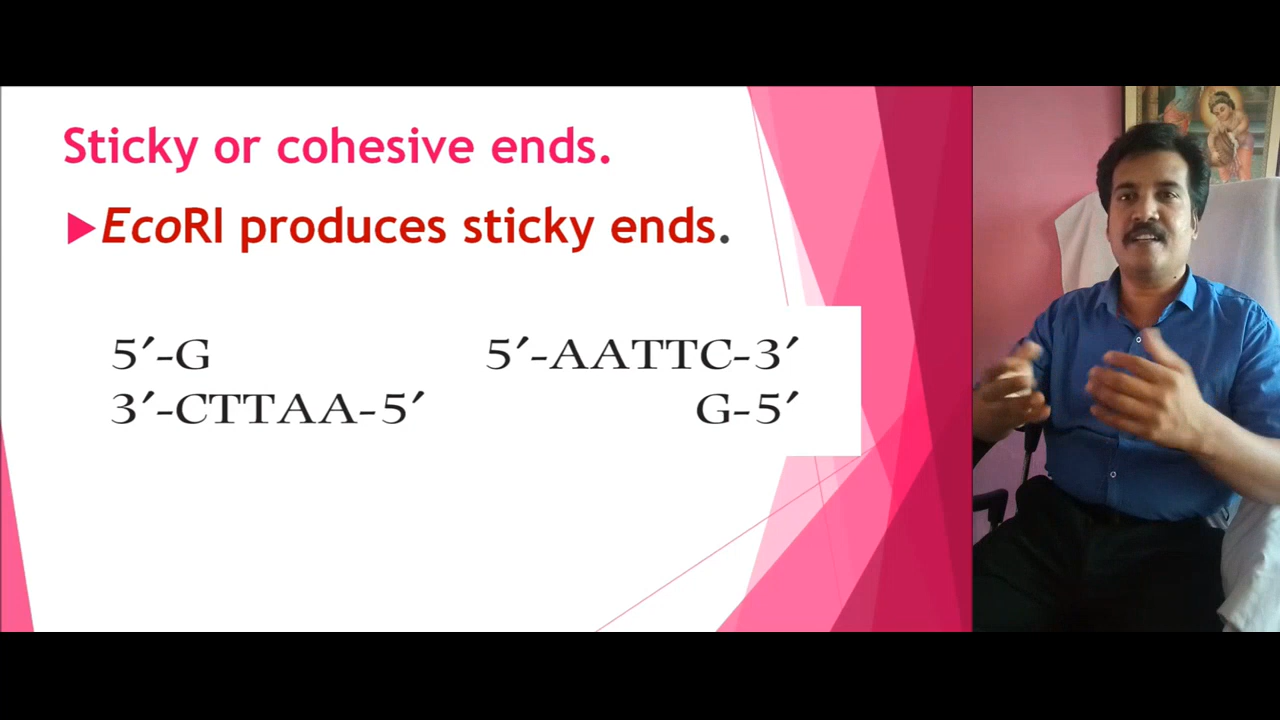 Sticky or cohesive ends.
EcoRI produces sticky ends.
5′-G 5′-AATTC-3′
3′-CTTAA-5′ G-5′